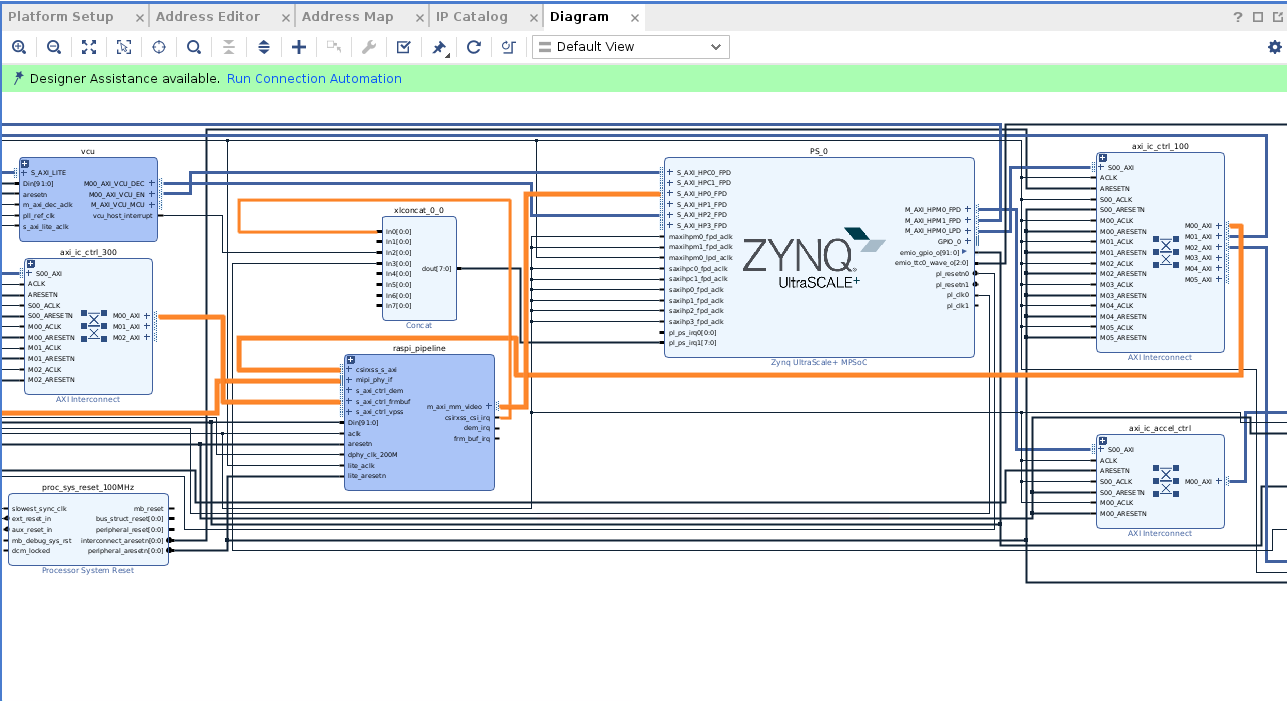 Platform Setup
Address Editor
Address Map
IP Catalog
Diagram
Default View
Designer Assistance available. Run Connection Automation
vcu
S_AXI_LITE
Din[91:0]
aresetn
m_axi_dec_aclk
pll_ref_clk
s_axi_lite_aclk
M00_AXI_VCU_DEC
M00_AXI_VCU_EN
M_AXI_VCU_MCU
vcu_host_interrupt
axi_ic_ctrl_300
S00_AXI
ACLK
ARESETN
S00_ACLK
S00_ARESETN
M00_ACLK
M00_ARESETN
M01_ACLK
M01_ARESETN
M02_ACLK
M02_ARESETN
M00_AXI
M01_AXI
M02_AXI
AXI Interconnect
proc_sys_reset_100MHz
slowest_sync_clk
ext_reset_in
aux_reset_in
mb_debug_sys_rst
dcm_locked
mb_reset
bus_struct_reset[0:0]
peripheral_reset[0:0]
interconnect_aresetn[0:0]
peripheral_aresetn[0:0]
Processor System Reset
xlconcat_0_0
In0[0:0]
In1[0:0]
In2[0:0]
In3[0:0]
In4[0:0]
In5[0:0]
In6[0:0]
In7[0:0]
dout[7:0]
Concat
raspi_pipeline
csirxss_s_axi
mipi_phy_if
s_axi_ctrl_dem
s_axi_ctrl_frmbuf
s_axi_ctrl_vpss
Din[91:0]
aclk
aresetn
dphy_clk_200M
lite_aclk
lite_aresetn
m_axi_mm_video
csirxss_csi_irq
dem_irq
frm_buf_irq
PS_0
S_AXI_HPC0_FPD
S_AXI_HPC1_FPD
S_AXI_HP0_FPD
S_AXI_HP1_FPD
S_AXI_HP2_FPD
S_AXI_HP3_FPD
maxihpm0_fpd_aclk
maxihpm1_fpd_aclk
maxihpm0_lpd_aclk
saxihpc0_fpd_aclk
saxihpc1_fpd_aclk
saxihp0_fpd_aclk
saxihp1_fpd_aclk
saxihp2_fpd_aclk
saxihp3_fpd_aclk
pl_ps_irq0[0:0]
pl_ps_irq1[7:0]
ZYNQ
UltraSCALE+
M_AXI_HPM0_FPD
M_AXI_HPM1_FPD
M_AXI_HPM0_LPD
GPIO_0
emio_gpio_o[91:0]
emio_ttc0_wave_o[2:0]
pl_resetn0
pl_resetn1
pl_clk0
pl_clk1
Zynq UltraScale+ MPSoC
axi_ic_ctrl_100
S00_AXI
ACLK
ARESETN
S00_ACLK
S00_ARESETN
M00_ACLK
M00_ARESETN
M01_ACLK
M01_ARESETN
M02_ACLK
M02_ARESETN
M03_ACLK
M03_ARESETN
M04_ACLK
M04_ARESETN
M05_ACLK
M05_ARESETN
M00_AXI
M01_AXI
M02_AXI
M03_AXI
M04_AXI
M05_AXI
AXI Interconnect
axi_ic_accel_ctrl
S00_AXI
ACLK
ARESETN
S00_ACLK
S00_ARESETN
M00_ACLK
M00_ARESETN
M00_AXI
AXI Interconnect